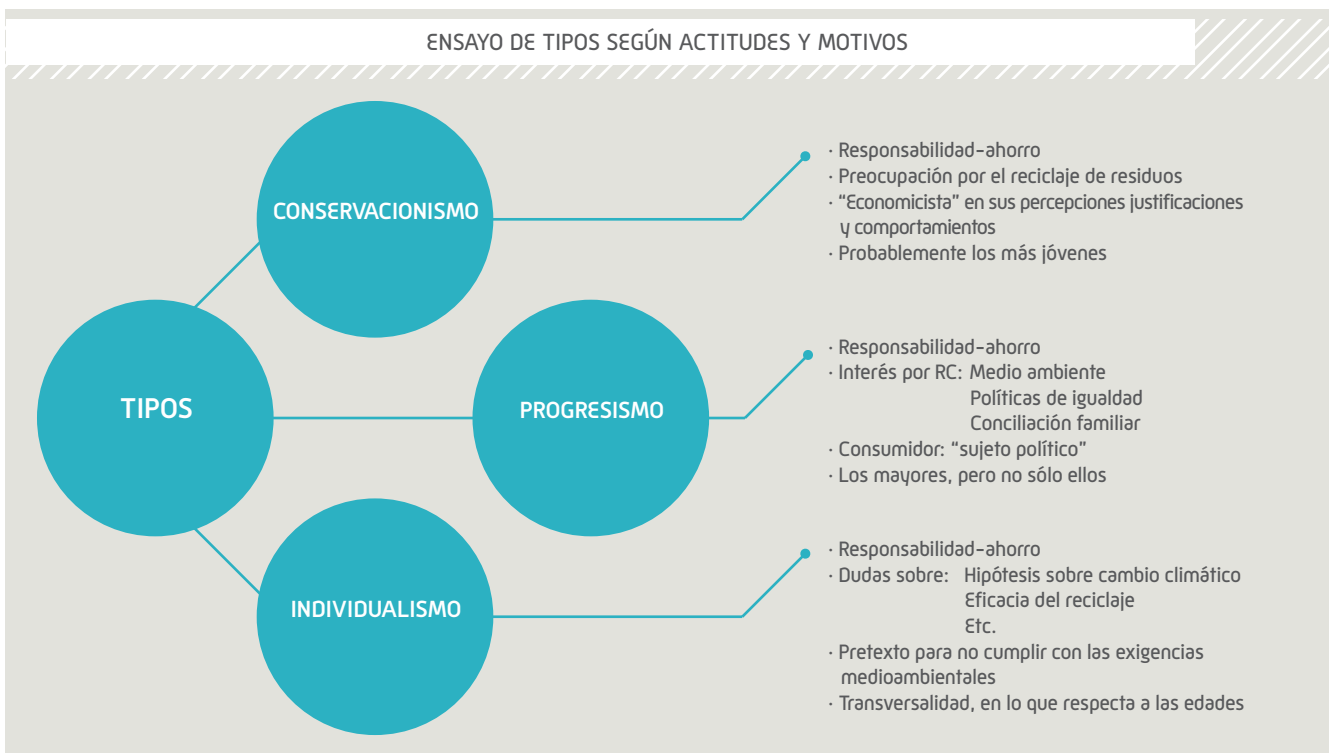 ENSAYO DE TIPOS SEGÚN ACTITUDES Y MOTIVOS
TIPOS
CONSERVACIONISMO
· Responsabilidad-ahorro
· Preocupación por el reciclaje de residuos
· “Economicista” en sus percepciones justificaciones
y comportamientos
· Probablemente los más jóvenes
PROGRESISMO
· Responsabilidad-ahorro
· Interés por RC: Medio ambiente
Políticas de igualdad
Conciliación familiar
· Consumidor: “sujeto político”
· Los mayores, pero no sólo ellos
INDIVIDUALISMO
· Responsabilidad-ahorro
· Dudas sobre: Hipótesis sobre cambio climático
Eficacia del reciclaje
Etc.
· Pretexto para no cumplir con las exigencias
medioambientales
· Transversalidad, en lo que respecta a las edades